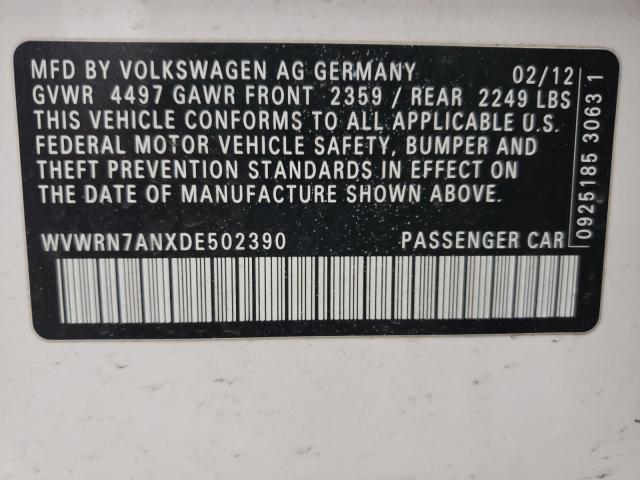 MFD BY VOLKSWAGEN AG GERMANY 02/12
GVWR 4497 GAWR FRONT 2359 / REAR 2249 LBS
THIS VEHICLE CONFORMS TO ALL APPLICABLE U.S.
FEDERAL MOTOR VEHICLE SAFETY, BUMPER AND
THEFT PREVENTION STANDARDS IN EFFECT ON
THE DATE OF MANUFACTURE SHOWN ABOVE.
WVWRN7ANXDE502390 PASSENGER CAR
0925185 3063 1